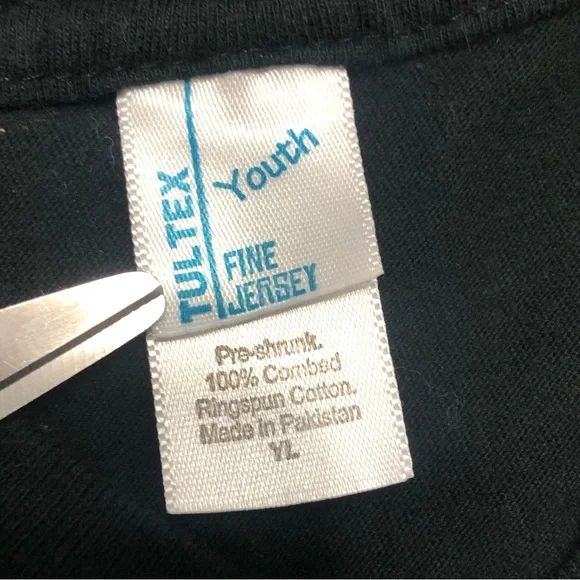 TULTEX
Youth
FINE
JERSEY
Pre-shrunk.
100% Combed
Ringspun Cotton.
Made in Pakistan
YL